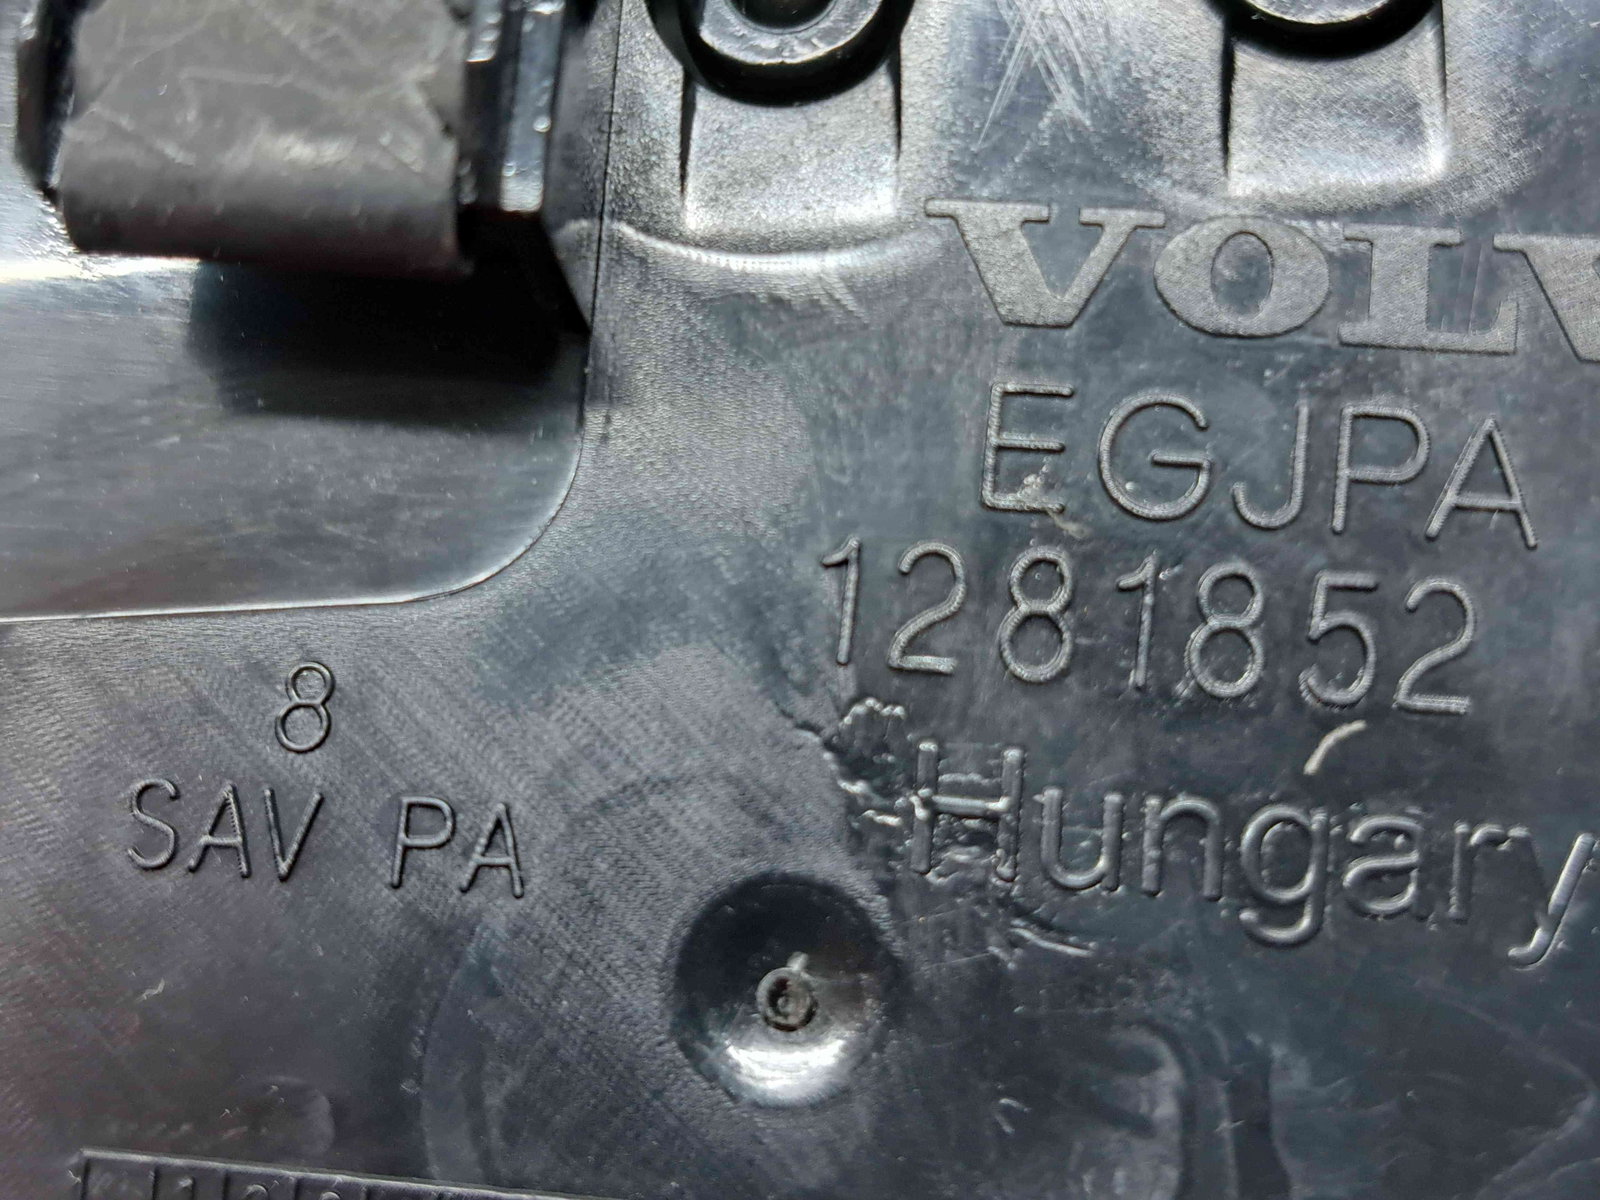 VOLV
EGJPA
1281852
Hungary
8
SAV PA